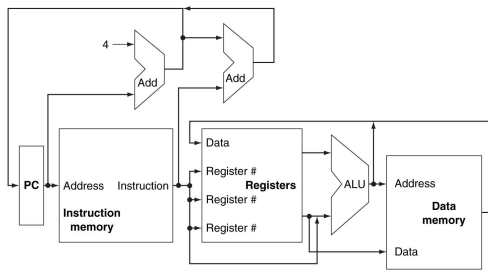 4
Add
Add
PC
Address Instruction
Instruction
memory
Data
Register #
Registers
Register #
Register #
ALU
Address
Data
memory
Data